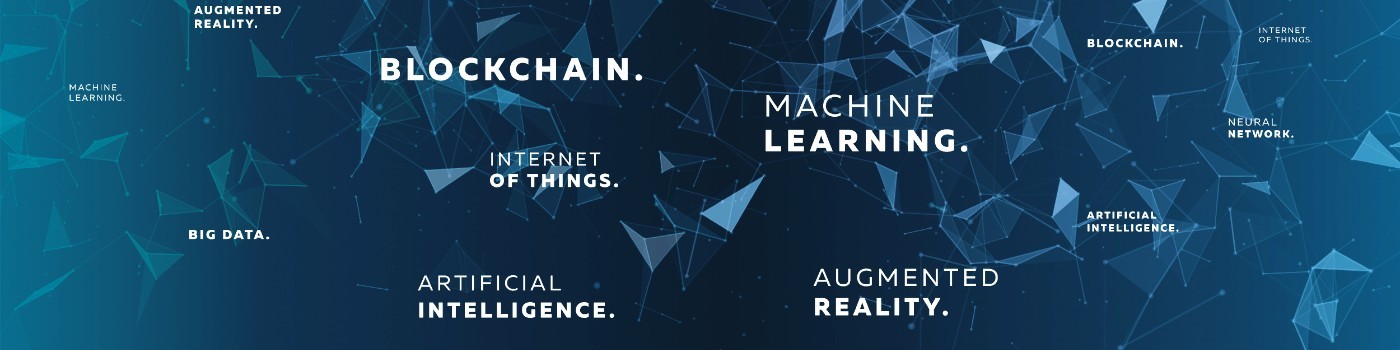 AUGMENTED
REALITY.
MACHINE
LEARNING.
BIG DATA.
BLOCKCHAIN.
INTERNET
OF THINGS.
ARTIFICIAL
INTELLIGENCE.
MACHINE
LEARNING.
AUGMENTED
REALITY.
BLOCKCHAIN.
INTERNET
OF THINGS.
NEURAL
NETWORK.
ARTIFICIAL
INTELLIGENCE.